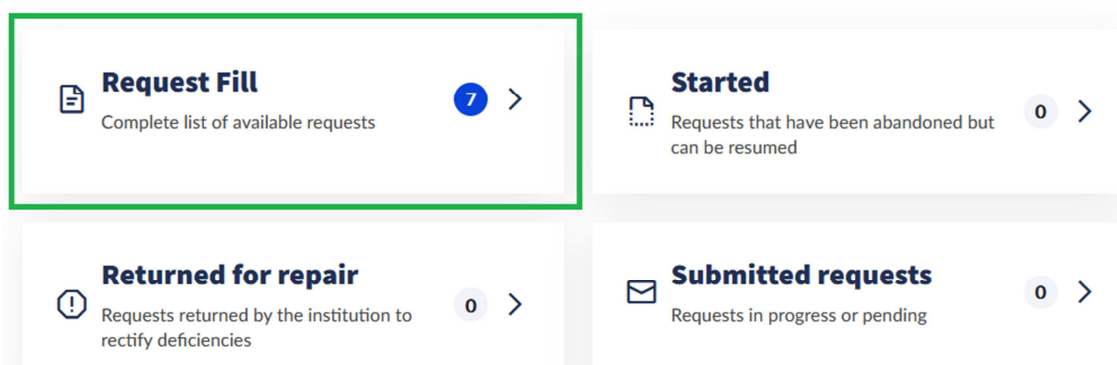 Request Fill
Complete list of available requests
7
Started
Requests that have been abandoned but
can be resumed
0
Returned for repair
Requests returned by the institution to
rectify deficiencies
0
Submitted requests
Requests in progress or pending
0